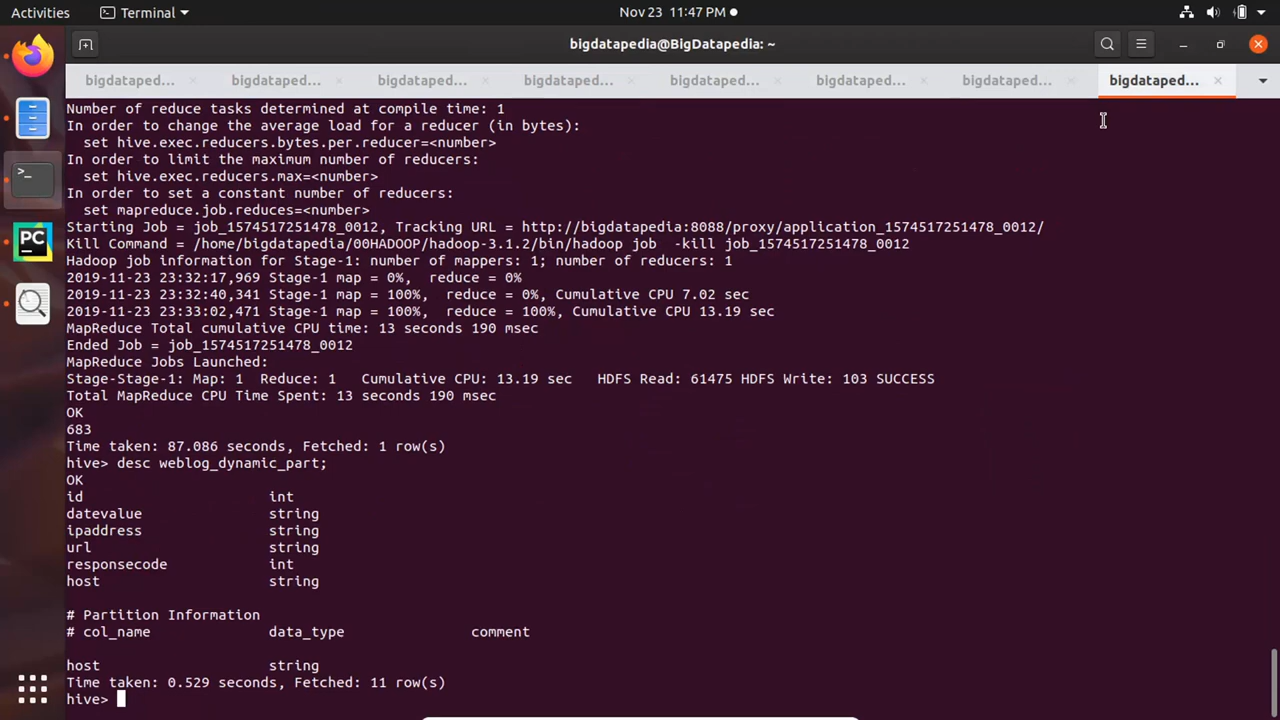 Activities Terminal Nov 23 11:47 PM
bigdatapedia@BigDatapedia: ~
bigdataped... bigdataped... bigdataped... bigdataped... bigdataped... bigdataped... bigdataped... bigdataped...
Number of reduce tasks determined at compile time: 1
In order to change the average load for a reducer (in bytes):
  set hive.exec.reducers.bytes.per.reducer=<number>
In order to limit the maximum number of reducers:
  set hive.exec.reducers.max=<number>
In order to set a constant number of reducers:
  set mapreduce.job.reduces=<number>
Starting Job = job_1574517251478_0012, Tracking URL = http://bigdatapedia:8088/proxy/application_1574517251478_0012/
Kill Command = /home/bigdatapedia/00HADOOP/hadoop-3.1.2/bin/hadoop job  -kill job_1574517251478_0012
Hadoop job information for Stage-1: number of mappers: 1; number of reducers: 1
2019-11-23 23:32:17,969 Stage-1 map = 0%,  reduce = 0%
2019-11-23 23:32:40,341 Stage-1 map = 100%,  reduce = 0%, Cumulative CPU 7.02 sec
2019-11-23 23:33:02,471 Stage-1 map = 100%,  reduce = 100%, Cumulative CPU 13.19 sec
MapReduce Total cumulative CPU time: 13 seconds 190 msec
Ended Job = job_1574517251478_0012
MapReduce Jobs Launched:
Stage-Stage-1: Map: 1  Reduce: 1   Cumulative CPU: 13.19 sec   HDFS Read: 61475 HDFS Write: 103 SUCCESS
Total MapReduce CPU Time Spent: 13 seconds 190 msec
OK
683
Time taken: 87.086 seconds, Fetched: 1 row(s)
hive> desc weblog_dynamic_part;
OK
id                      int
datevalue               string
ipaddress               string
url                     string
responsecode            int
host                    string
# Partition Information
# col_name              data_type               comment
host                    string
Time taken: 0.529 seconds, Fetched: 11 row(s)
hive>
PC